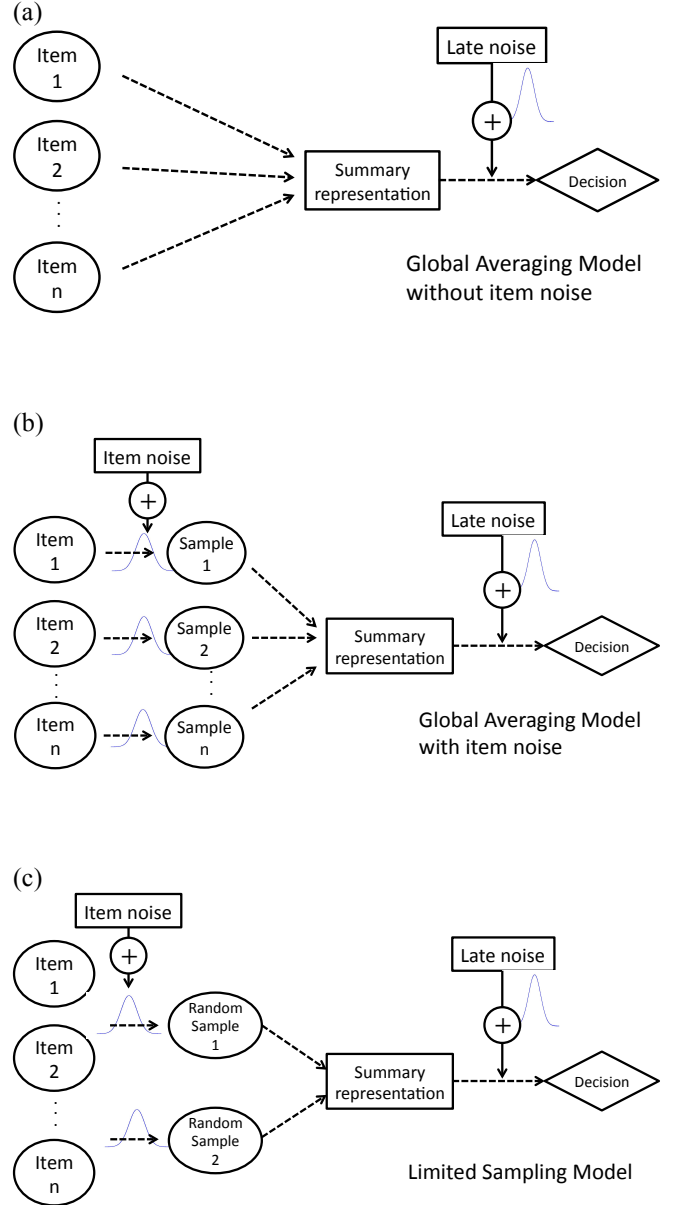 (a)
Item
1
Item
2
. . .
Item
n
Late noise
+
Summary
representation
Decision
Global Averaging Model
without item noise
(b)
Item noise
+
Item
1
Sample
1
Item
2
Sample
2
. . .
. . .
Item
n
Sample
n
Late noise
+
Summary
representation
Decision
Global Averaging Model
with item noise
(c)
Item noise
+
Item
1
Item
2
. . .
Item
n
Random
Sample
1
Random
Sample
2
Late noise
+
Summary
representation
Decision
Limited Sampling Model